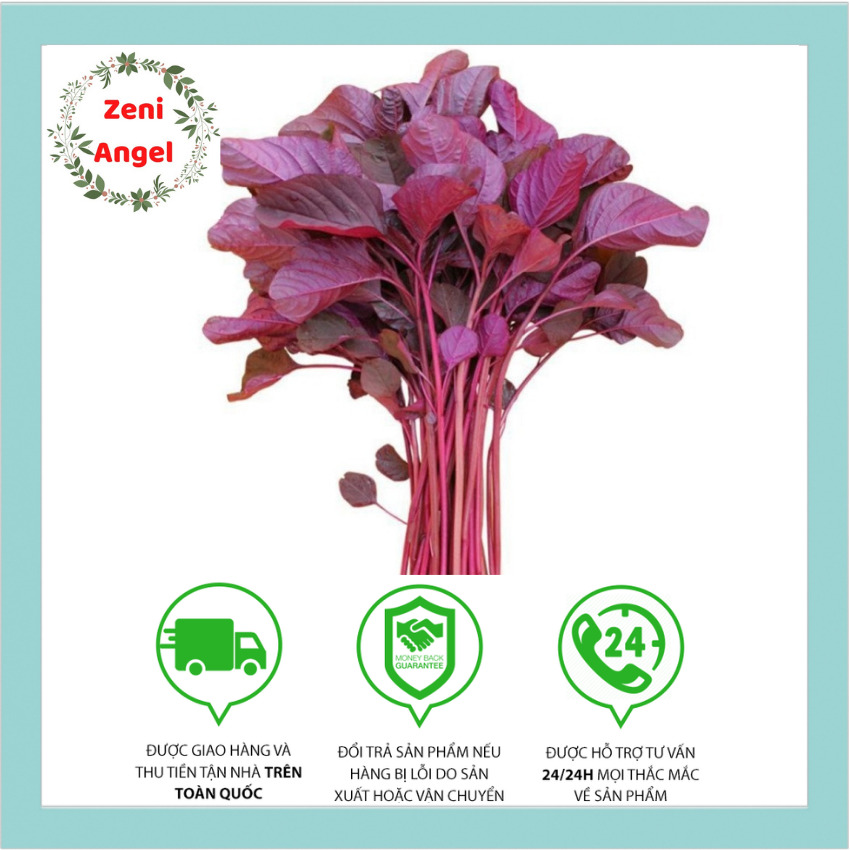 Zeni
Angel
MONEY BACK
GUARANTEE
24
ĐƯỢC GIAO HÀNG VÀ
THU TIỀN TẬN NHÀ TRÊN
TOÀN QUỐC
ĐỔI TRẢ SẢN PHẨM NẾU
HÀNG BỊ LỖI DO SẢN
XUẤT HOẶC VẬN CHUYỂN
ĐƯỢC HỖ TRỢ TƯ VẤN
24/24H MỌI THẮC MẮC
VỀ SẢN PHẨM